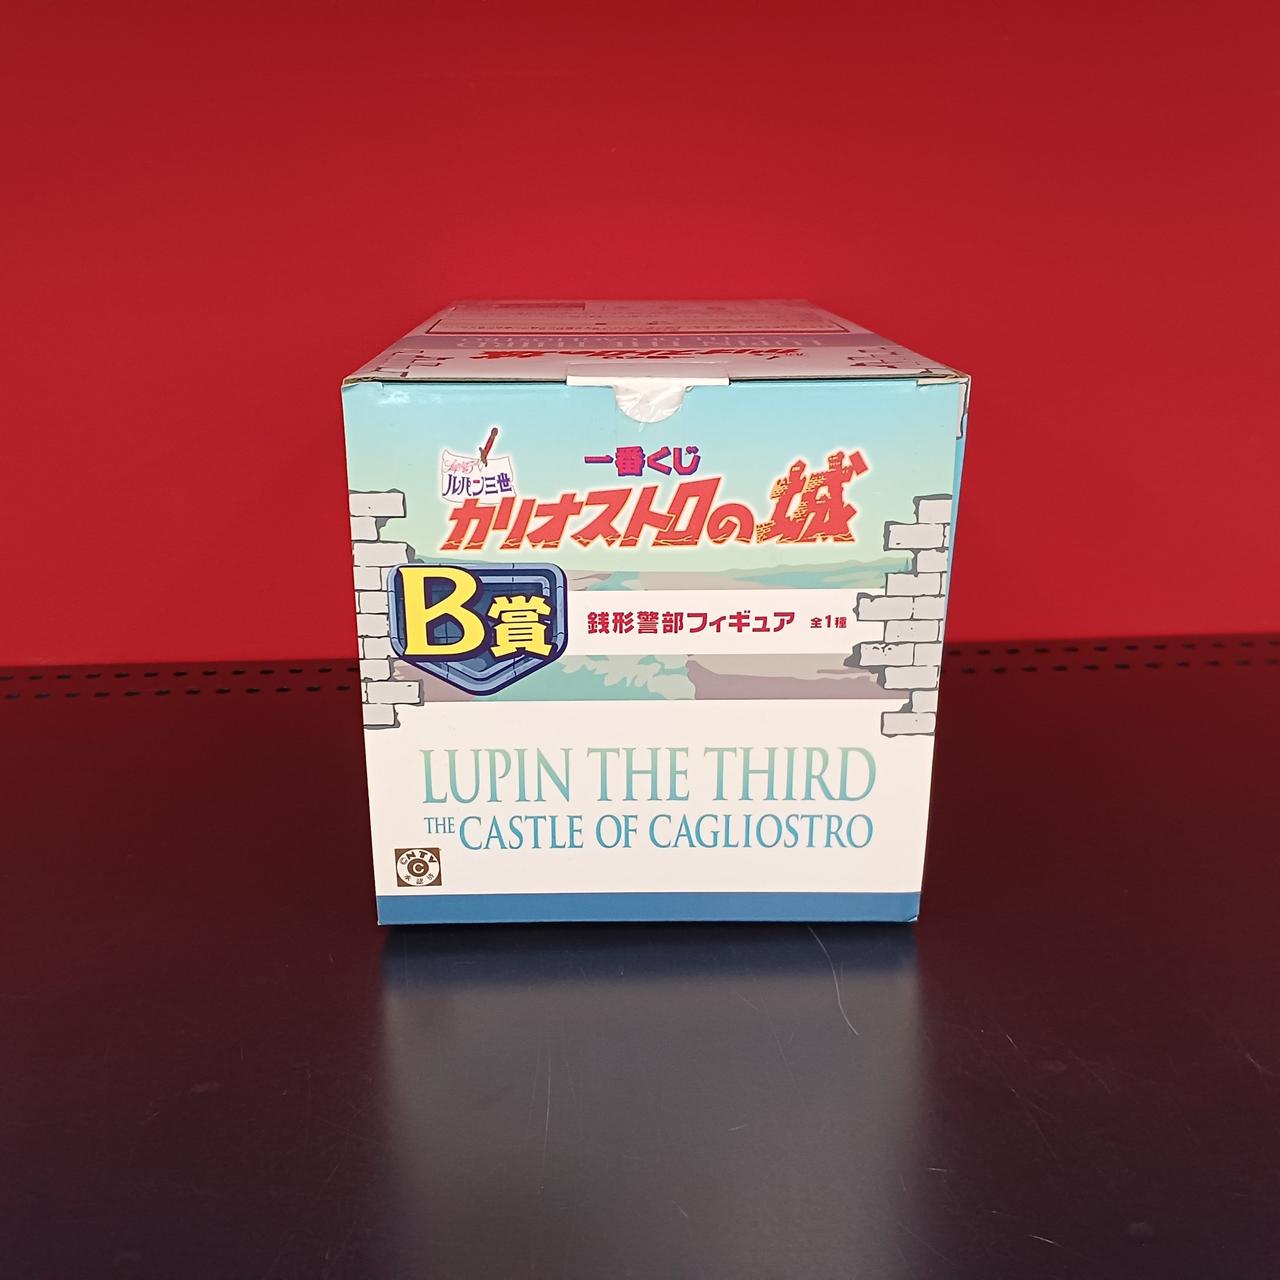 ルパン三世
一番くじ
カリオストロの城
B賞
銭形警部フィギュア 全1種
LUPIN THE THIRD
THE CASTLE OF CAGLIOSTRO
CNTV
C